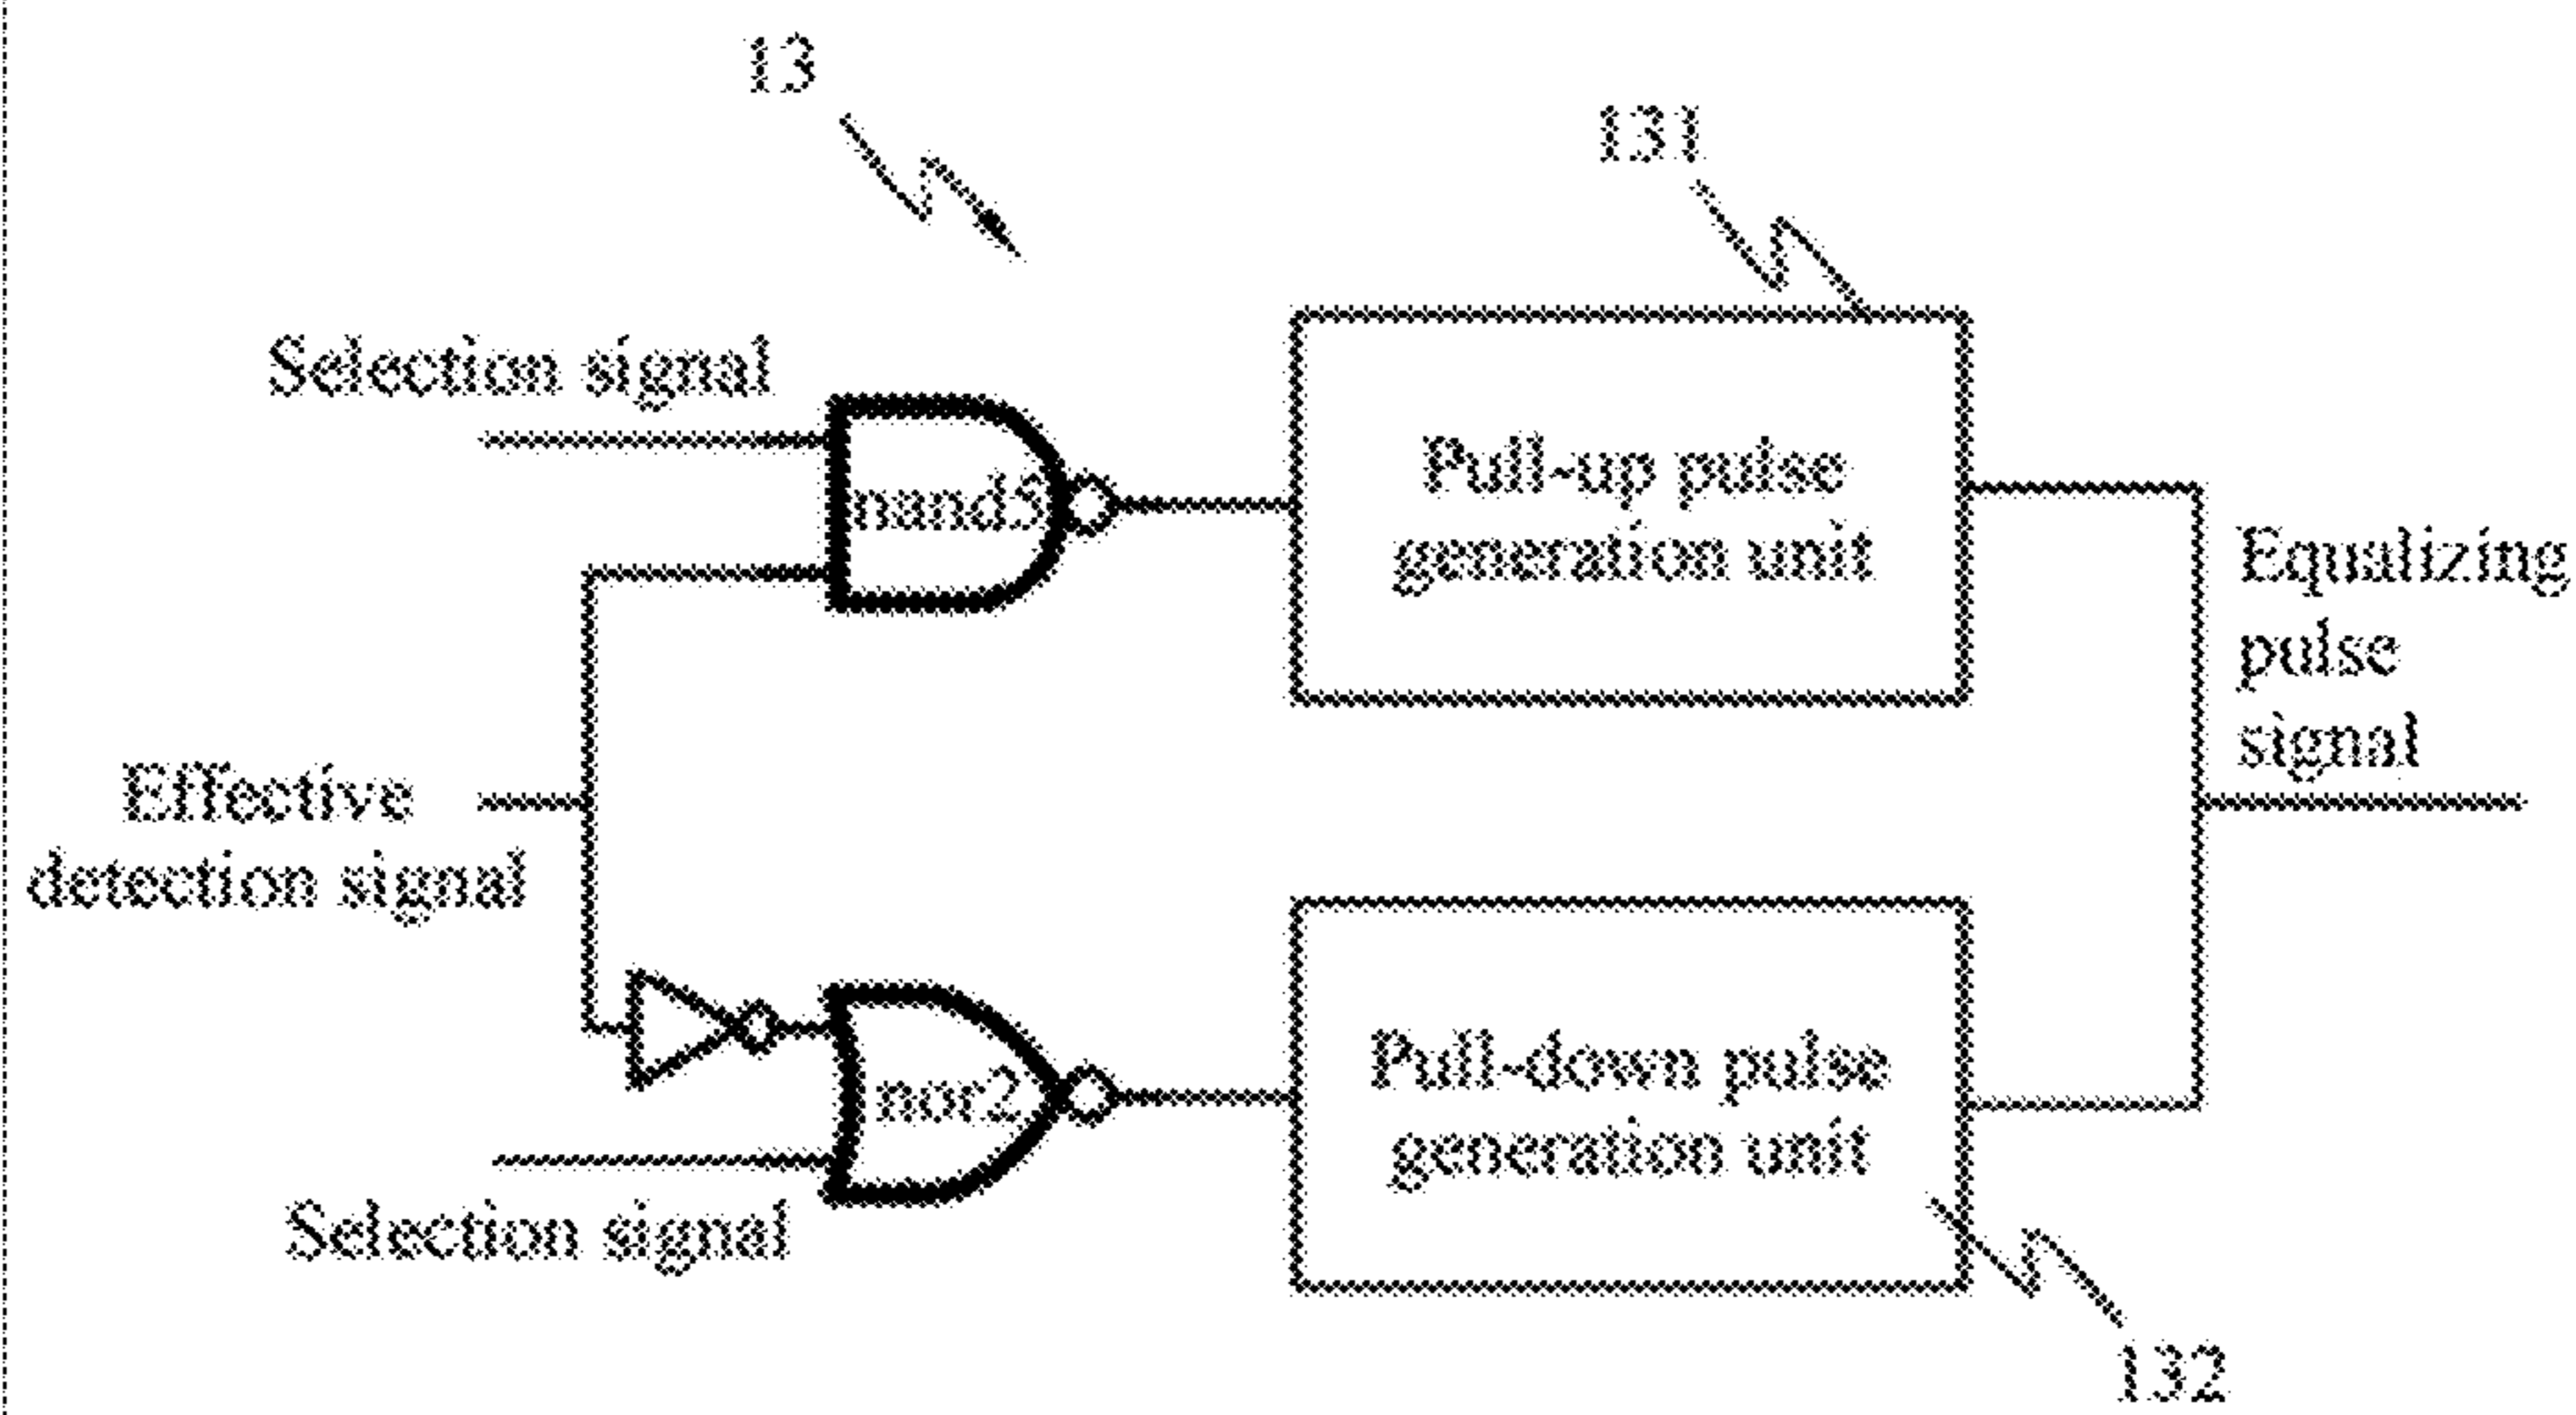 13
131
Selection signal
nand5
Pull-up pulse
generation unit
Equalizing
pulse
signal
Effective
detection signal
nor2
Pull-down pulse
generation unit
Selection signal
132